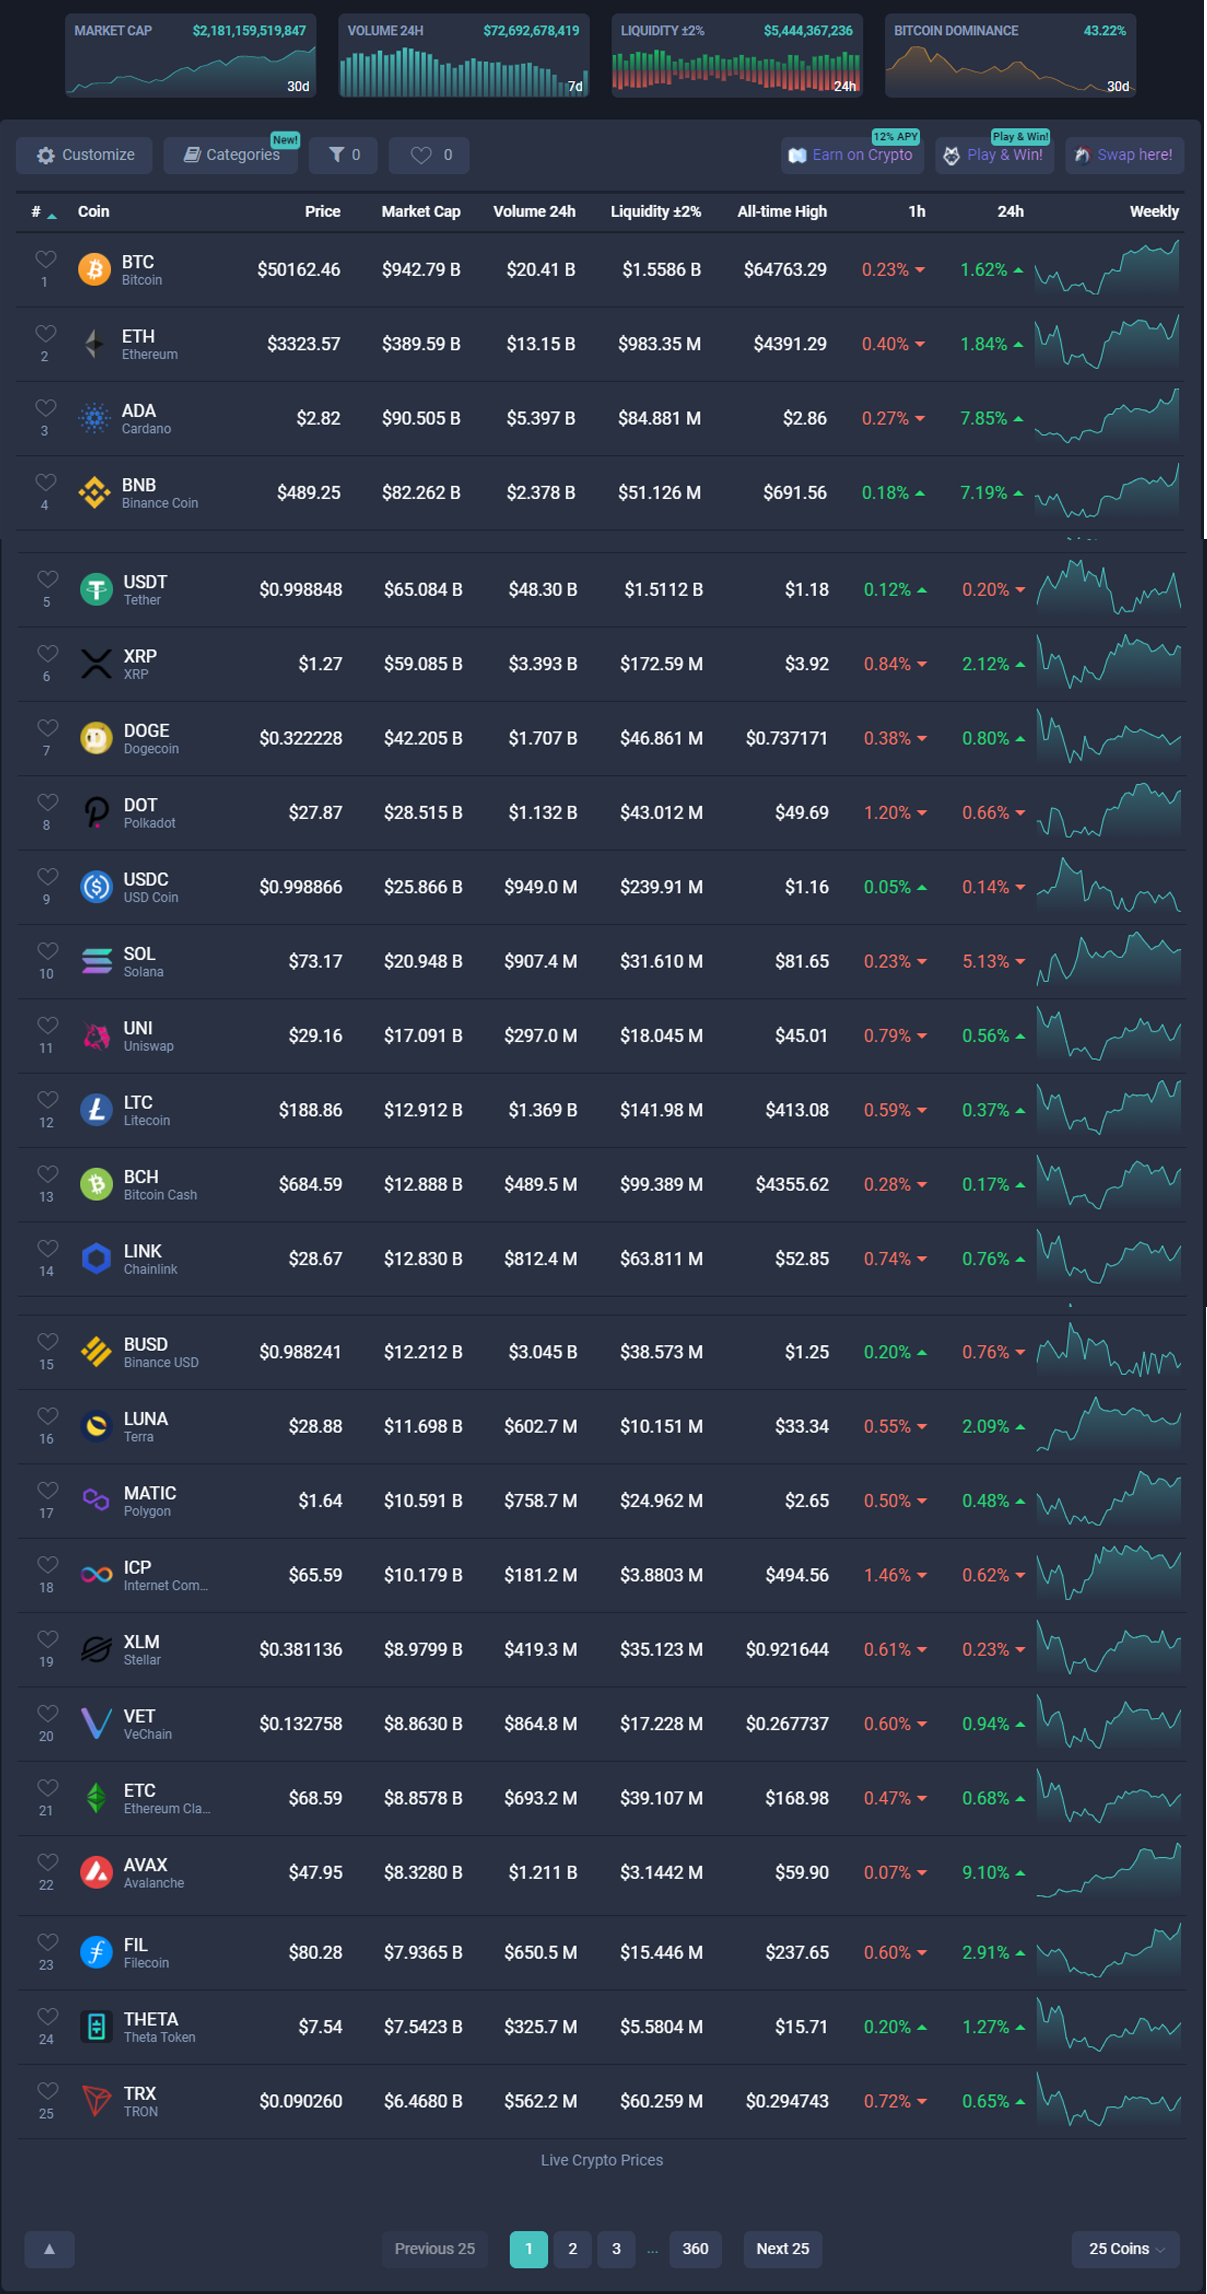 MARKET CAP $2,181,159,519,847
30d
VOLUME 24H $72,692,678,419
7d
LIQUIDITY ±2% $5,444,367,236
24h
BITCOIN DOMINANCE 43.22%
30d
New! 12% APY Play & Win!
Customize Categories 0 0 Earn on Crypto Play & Win! Swap here!
# Coin Price Market Cap Volume 24h Liquidity ±2% All-time High 1h 24h Weekly
1 BTC Bitcoin $50162.46 $942.79 B $20.41 B $1.5586 B $64763.29 0.23% 1.62%
2 ETH Ethereum $3323.57 $389.59 B $13.15 B $983.35 M $4391.29 0.40% 1.84%
3 ADA Cardano $2.82 $90.505 B $5.397 B $84.881 M $2.86 0.27% 7.85%
4 BNB Binance Coin $489.25 $82.262 B $2.378 B $51.126 M $691.56 0.18% 7.19%
5 USDT Tether $0.998848 $65.084 B $48.30 B $1.5112 B $1.18 0.12% 0.20%
6 XRP XRP $1.27 $59.085 B $3.393 B $172.59 M $3.92 0.84% 2.12%
7 DOGE Dogecoin $0.322228 $42.205 B $1.707 B $46.861 M $0.737171 0.38% 0.80%
8 DOT Polkadot $27.87 $28.515 B $1.132 B $43.012 M $49.69 1.20% 0.66%
9 USDC USD Coin $0.998866 $25.866 B $949.0 M $239.91 M $1.16 0.05% 0.14%
10 SOL Solana $73.17 $20.948 B $907.4 M $31.610 M $81.65 0.23% 5.13%
11 UNI Uniswap $29.16 $17.091 B $297.0 M $18.045 M $45.01 0.79% 0.56%
12 LTC Litecoin $188.86 $12.912 B $1.369 B $141.98 M $413.08 0.59% 0.37%
13 BCH Bitcoin Cash $684.59 $12.888 B $489.5 M $99.389 M $4355.62 0.28% 0.17%
14 LINK Chainlink $28.67 $12.830 B $812.4 M $63.811 M $52.85 0.74% 0.76%
15 BUSD Binance USD $0.988241 $12.212 B $3.045 B $38.573 M $1.25 0.20% 0.76%
16 LUNA Terra $28.88 $11.698 B $602.7 M $10.151 M $33.34 0.55% 2.09%
17 MATIC Polygon $1.64 $10.591 B $758.7 M $24.962 M $2.65 0.50% 0.48%
18 ICP Internet Com... $65.59 $10.179 B $181.2 M $3.8803 M $494.56 1.46% 0.62%
19 XLM Stellar $0.381136 $8.9799 B $419.3 M $35.123 M $0.921644 0.61% 0.23%
20 VET VeChain $0.132758 $8.8630 B $864.8 M $17.228 M $0.267737 0.60% 0.94%
21 ETC Ethereum Cla... $68.59 $8.8578 B $693.2 M $39.107 M $168.98 0.47% 0.68%
22 AVAX Avalanche $47.95 $8.3280 B $1.211 B $3.1442 M $59.90 0.07% 9.10%
23 FIL Filecoin $80.28 $7.9365 B $650.5 M $15.446 M $237.65 0.60% 2.91%
24 THETA Theta Token $7.54 $7.5423 B $325.7 M $5.5804 M $15.71 0.20% 1.27%
25 TRX TRON $0.090260 $6.4680 B $562.2 M $60.259 M $0.294743 0.72% 0.65%
Live Crypto Prices
Previous 25 1 2 3 ... 360 Next 25 25 Coins